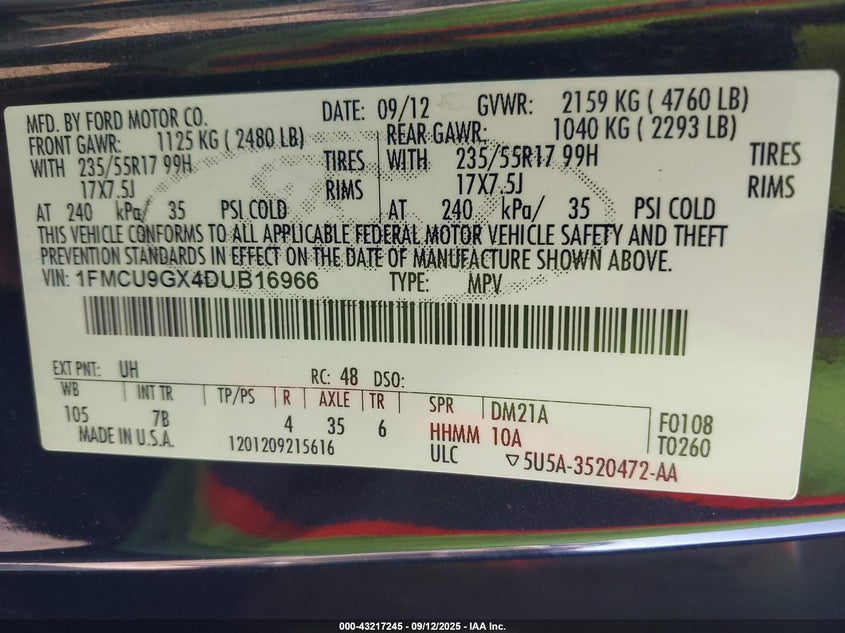 MFD. BY FORD MOTOR CO. DATE: 09/12 GVWR: 2159 KG ( 4760 LB)
FRONT GAWR: 1125 KG ( 2480 LB) REAR GAWR: 1040 KG ( 2293 LB)
WITH 235/55R17 99H TIRES WITH 235/55R17 99H TIRES
17X7.5J RIMS 17X7.5J RIMS
AT 240 kPa/ 35 PSI COLD AT 240 kPa/ 35 PSI COLD
THIS VEHICLE CONFORMS TO ALL APPLICABLE FEDERAL MOTOR VEHICLE SAFETY AND THEFT
PREVENTION STANDARDS IN EFFECT ON THE DATE OF MANUFACTURE SHOWN ABOVE.
VIN: 1FMCU9GX4DUB16966 TYPE: MPV
EXT PNT: UH RC: 48 DSO:
WB INT TR TP/PS R AXLE TR SPR DM21A F0108
105 7B 4 35 6 HHMM 10A T0260
MADE IN U.S.A. 1201209215616 ULC ▽5U5A-3520472-AA
000-43217245 - 09/12/2025 - IAA Inc.